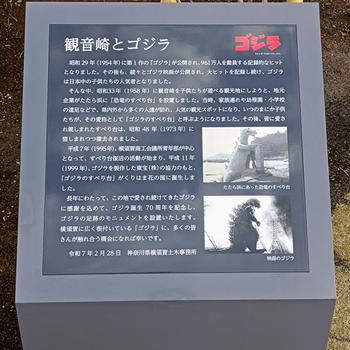 観音崎とゴジラ
ゴジラ
昭和29年(1954年)に第1作の『ゴジラ』が公開され、961万人を動員する記録的なヒット
となりました。その後も、続々とゴジラ映画が公開され、大ヒットを記録し続け、ゴジラ
は日本中の子供たちの人気者となりました。
そんな中、昭和33年(1958年)に観音崎を子供たちが遊べる観光地にしようと、地元
企業がたたら浜に「恐竜のすべり台」を設置しました。当時、家族連れや幼稚園・小学校
の遠足などで、県内外から多くの人達が訪れ、人気の観光スポットになり、いつのまにか子供
たちが、その愛称として「ゴジラのすべり台」と呼ぶようになりました。その後、皆に愛さ
れ親しまれたすべり台は、昭和48年(1973年)に
惜しまれつつ撤去されました。
平成7年(1995年)、横須賀商工会議所青年部が中心
となって、すべり台復活の活動が始まり、平成11年
(1999年)、ゴジラを製作した東宝(株)の協力のもと、
「ゴジラのすべり台」がくりはま花の国に誕生しま
した。
長年にわたって、この地で愛され続けてきたゴジラ
に感謝を込めて、ゴジラ誕生70周年を記念し、
ゴジラの足跡のモニュメントを設置いたします。
横須賀に広く根付いている『ゴジラ』に、多くの皆
さんが触れ合う機会になれば幸いです。
令和7年2月28日 神奈川県横須賀土木事務所
たたら浜にあった恐竜のすべり台
映画のゴジラ